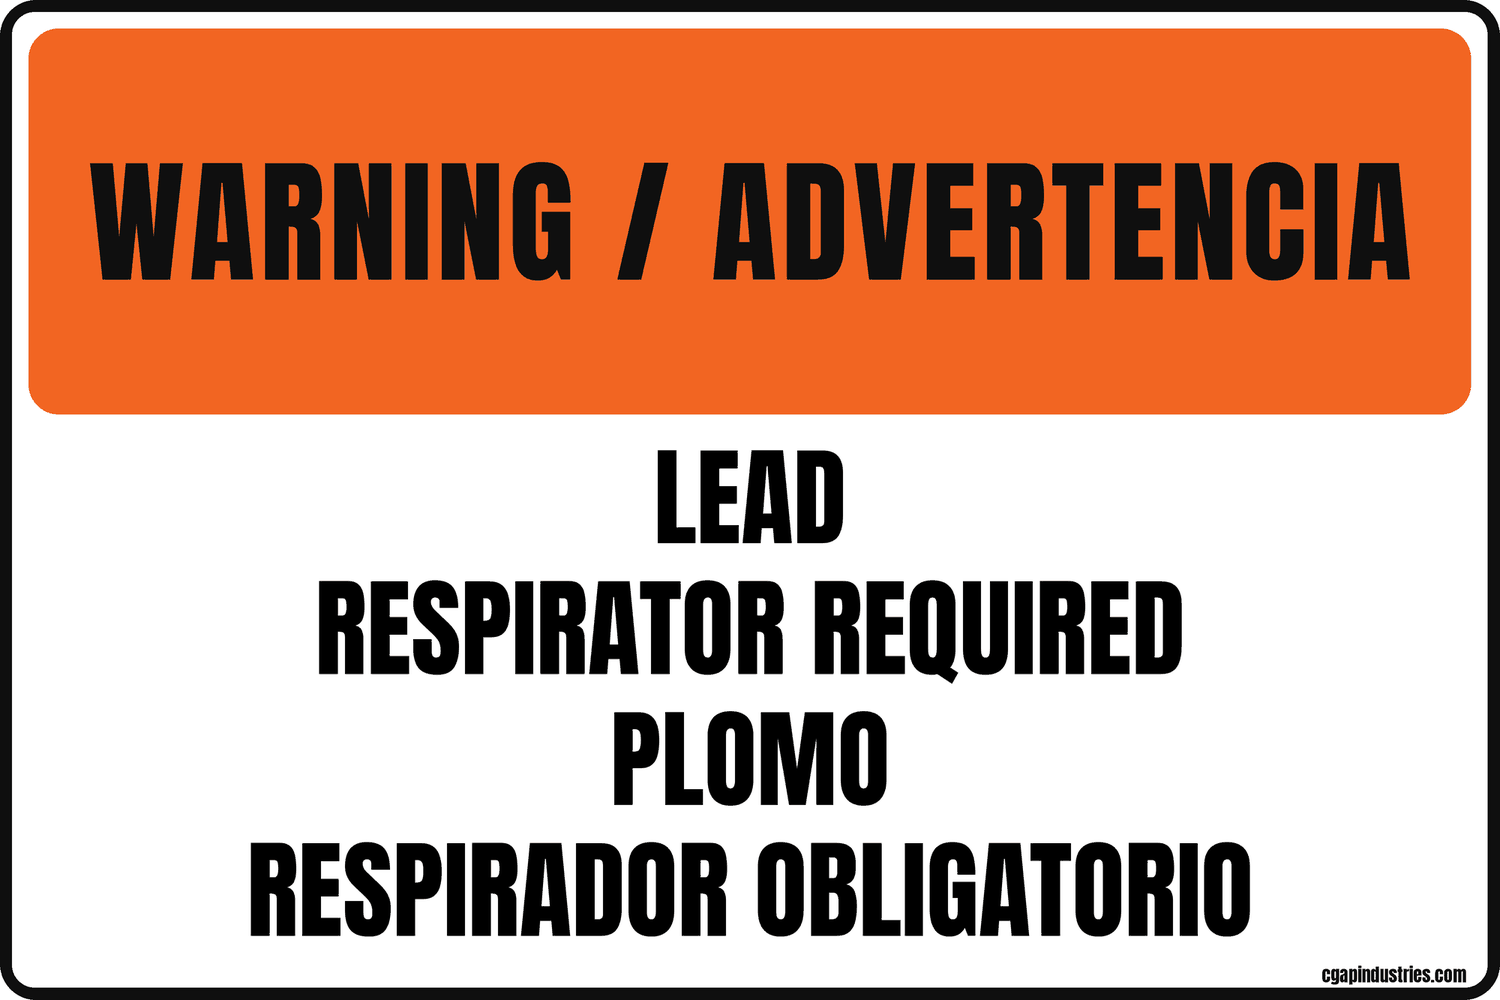 WARNING / ADVERTENCIA
LEAD
RESPIRATOR REQUIRED
PLOMO
RESPIRADOR OBLIGATORIO
cgapindustries.com